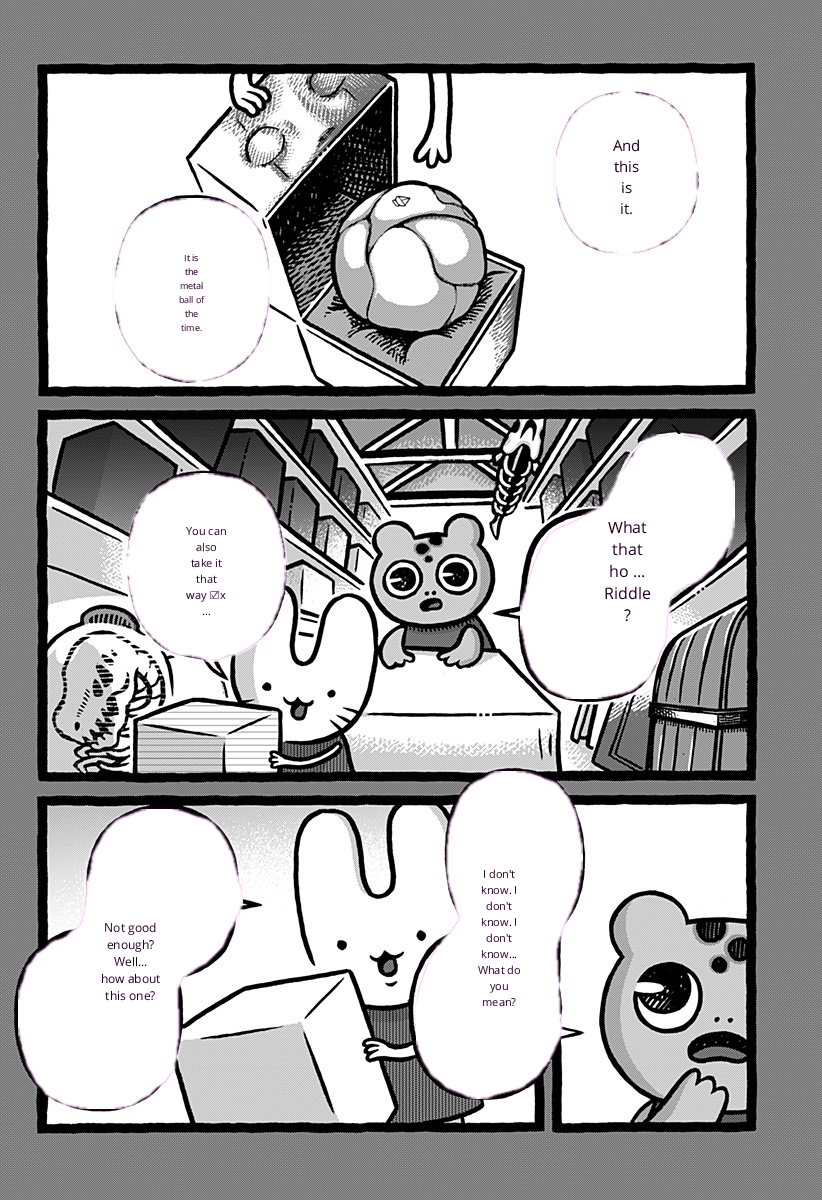 And
this
is
it.
It is
the
metal
ball of
the
time.
What
that
ho ...
Riddle
?
You can
also
take it
that
way ☑x
...
I don't
know. I
don't
know. I
don't
know...
What do
you
mean?
Not good
enough?
Well...
how about
this one?